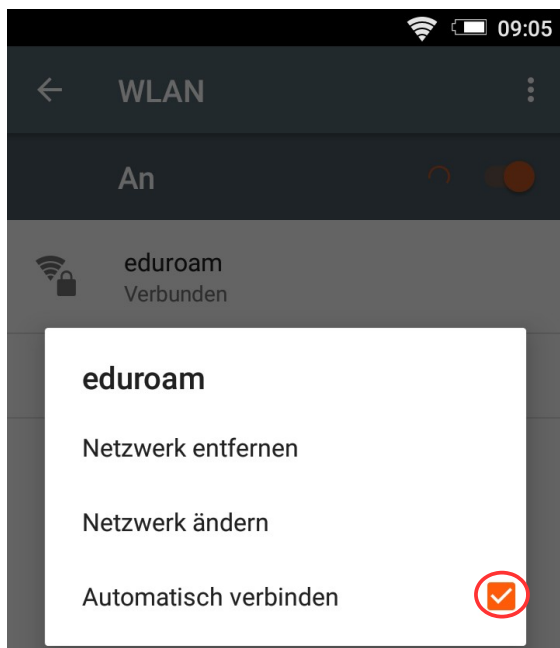 09:05
WLAN
An
eduroam
Verbunden
eduroam
Netzwerk entfernen
Netzwerk ändern
Automatisch verbinden